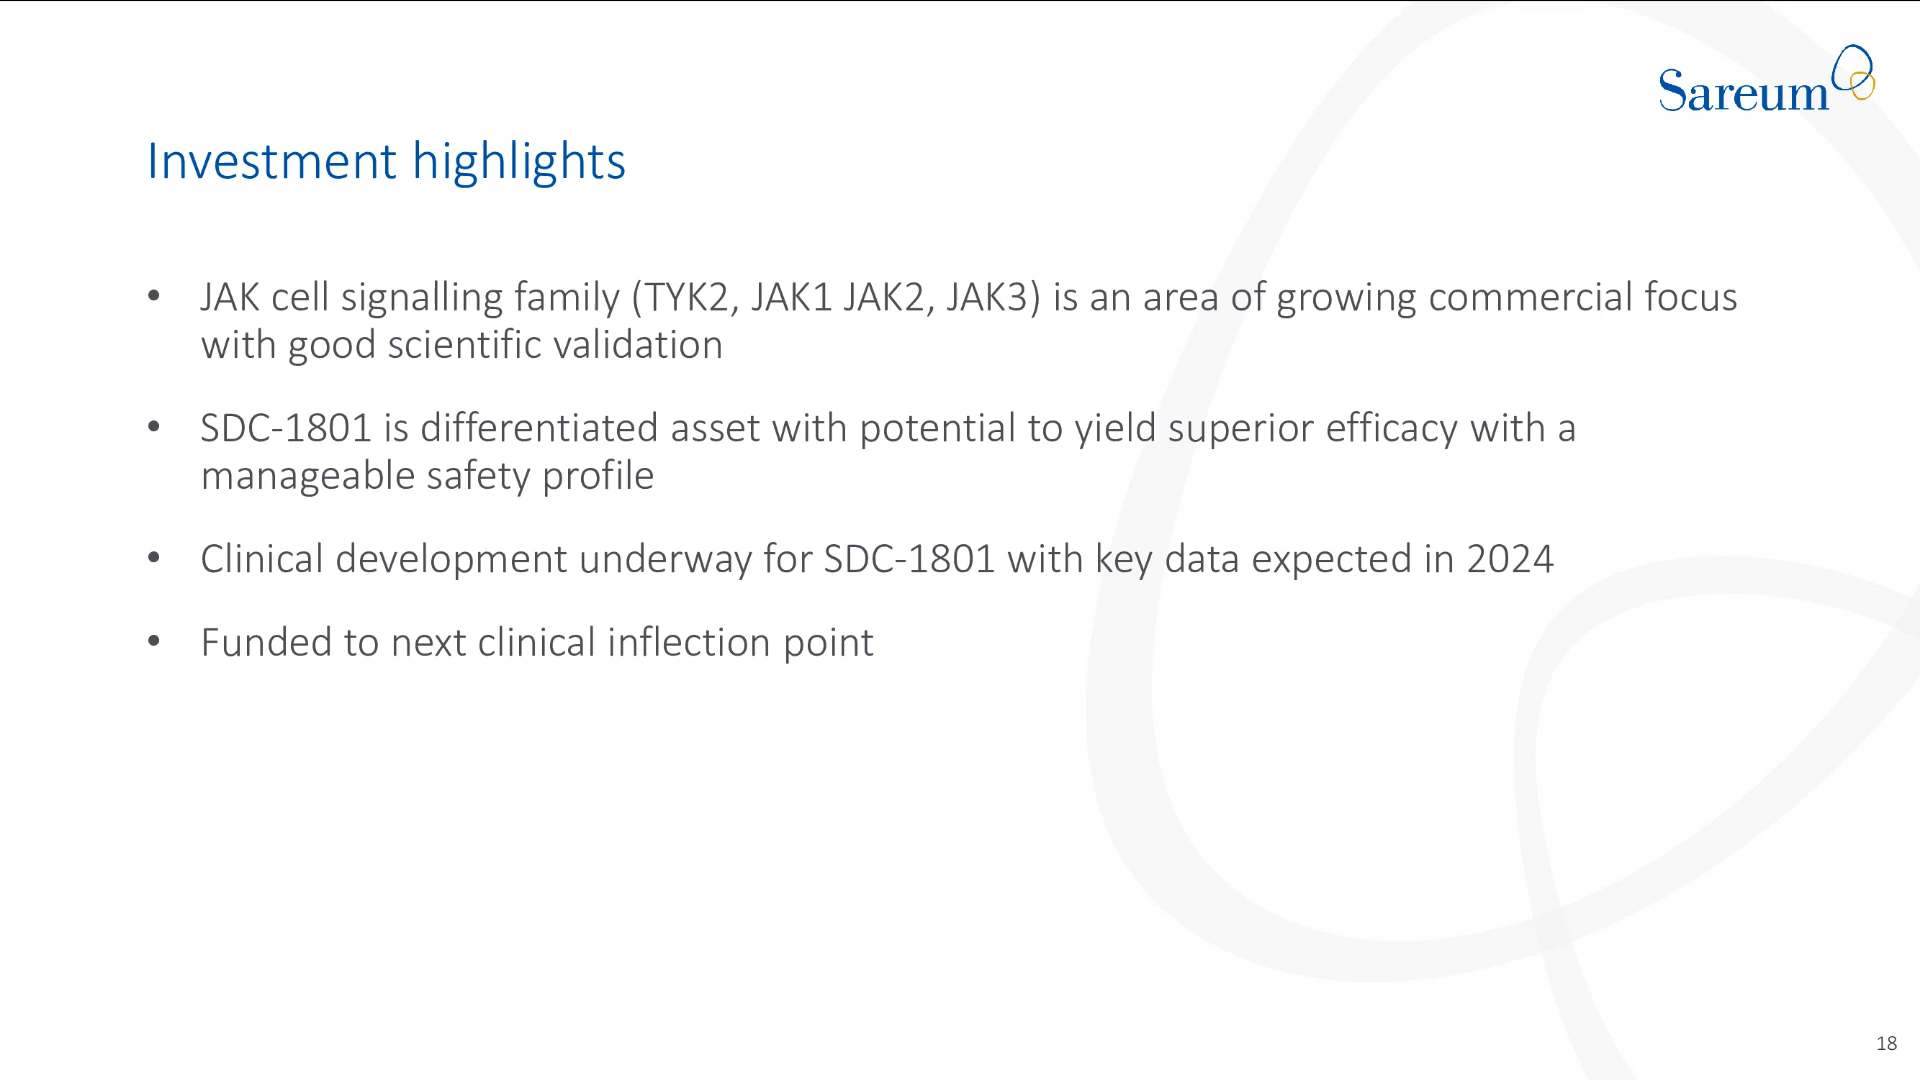 Sareum
Investment highlights
• JAK cell signalling family (TYK2, JAK1 JAK2, JAK3) is an area of growing commercial focus
with good scientific validation
• SDC-1801 is differentiated asset with potential to yield superior efficacy with a
manageable safety profile
• Clinical development underway for SDC-1801 with key data expected in 2024
• Funded to next clinical inflection point
18